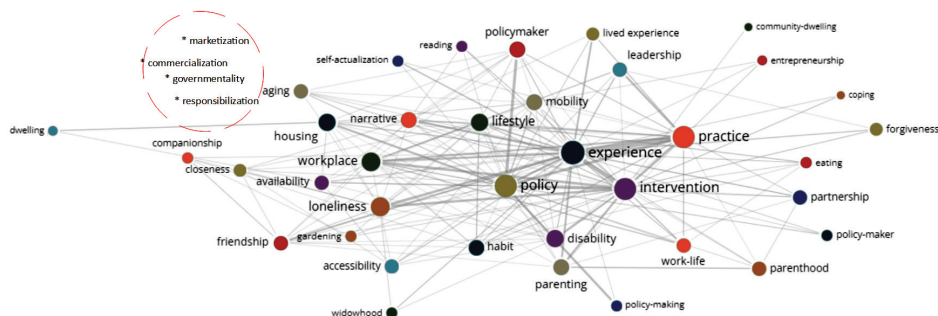 community-dwelling
lived experience
policymaker
* marketization
reading
leadership
self-actualization
entrepreneurship
* commercialization
* governmentality
aging
coping
* responsibilization
mobility
narrative
lifestyle
dwelling
housing
practice
forgiveness
companionship
experience
workplace
eating
closeness
availability
policy
intervention
partnership
loneliness
gardening
policy-maker
friendship
habit
disability
work-life
accessibility
parenting
parenthood
policy-making
widowhood